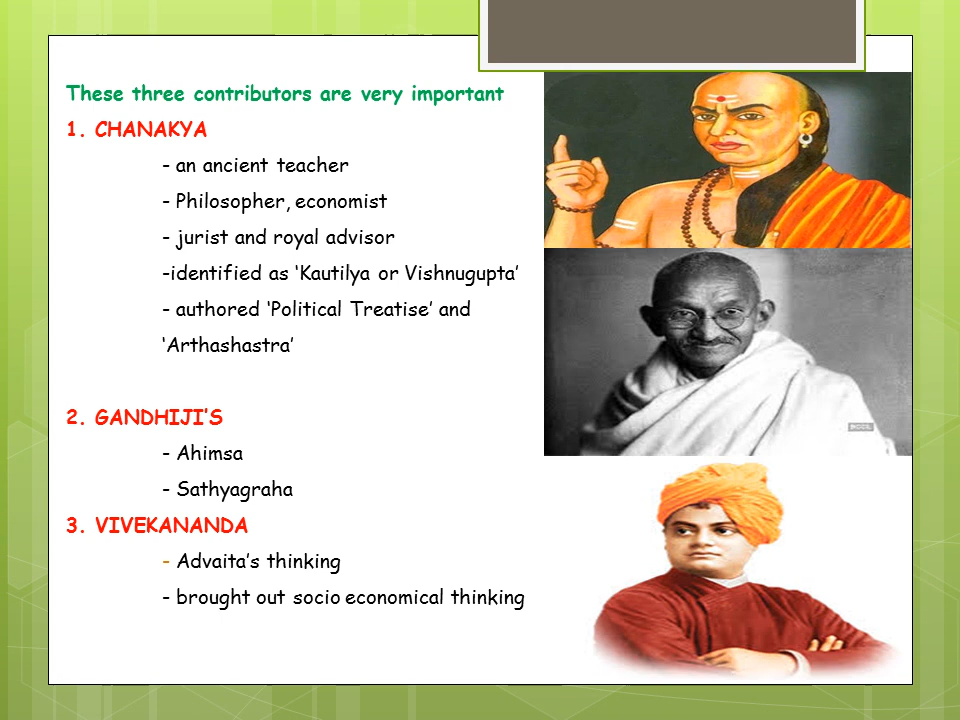 These three contributors are very important
1. CHANAKYA
- an ancient teacher
- Philosopher, economist
- jurist and royal advisor
-identified as ‘Kautilya or Vishnugupta’
- authored ‘Political Treatise’ and
‘Arthashastra’
2. GANDHIJI’S
- Ahimsa
- Sathyagraha
3. VIVEKANANDA
- Advaita’s thinking
- brought out socio economical thinking